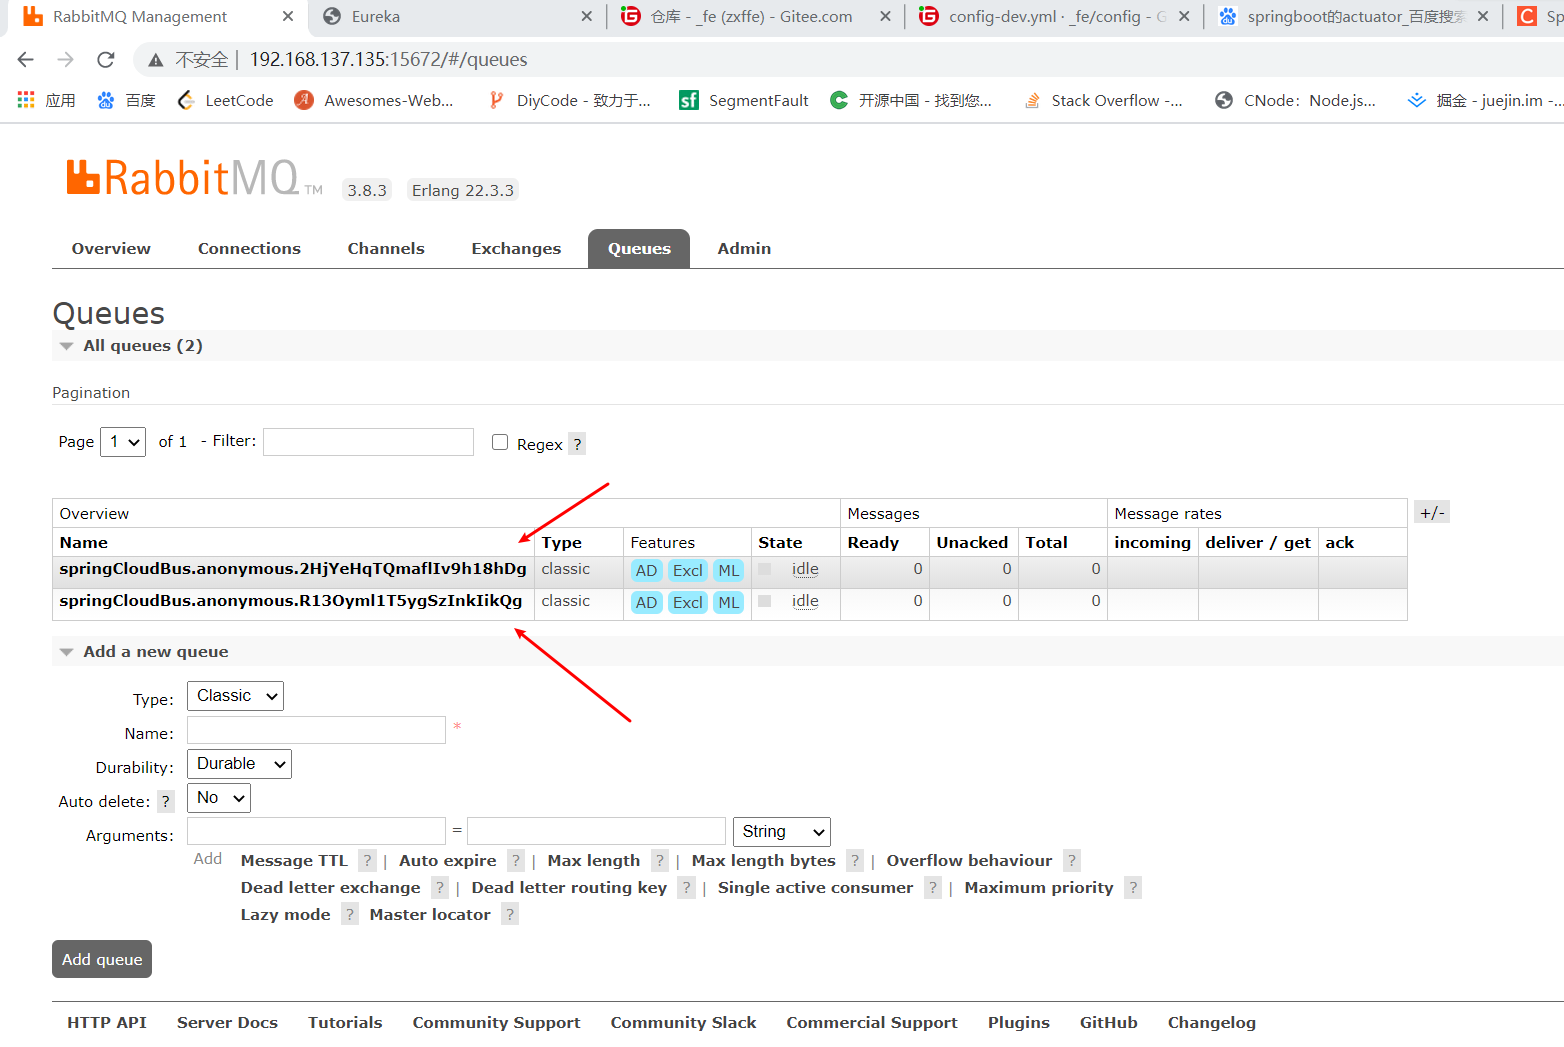 RabbitMQ Management
Eureka
仓库 - _fe (zxffe) - Gitee.com
config-dev.yml · _fe/config - G
springboot的actuator_百度搜索
Sp
不安全 | 192.168.137.135:15672/#/queues
应用 百度 LeetCode Awesomes-Web... DiyCode - 致力于... SegmentFault 开源中国 - 找到您... Stack Overflow -... CNode：Node.js... 掘金 - juejin.im -...
RabbitMQ TM 3.8.3 Erlang 22.3.3
Overview Connections Channels Exchanges Queues Admin
Queues
All queues (2)
Pagination
Page 1 of 1 - Filter: Regex ?
Overview Messages Message rates +/-
Name Type Features State Ready Unacked Total incoming deliver / get ack
springCloudBus.anonymous.2HjYeHqTQmaflIv9h18hDg classic AD Excl ML idle 0 0 0
springCloudBus.anonymous.R13Oyml1T5ygSzInkIikQg classic AD Excl ML idle 0 0 0
Add a new queue
Type: Classic
Name: *
Durability: Durable
Auto delete: ? No
Arguments: = String
Add Message TTL ? | Auto expire ? | Max length ? | Max length bytes ? | Overflow behaviour ?
Dead letter exchange ? | Dead letter routing key ? | Single active consumer ? | Maximum priority ?
Lazy mode ? Master locator ?
Add queue
HTTP API Server Docs Tutorials Community Support Community Slack Commercial Support Plugins GitHub Changelog